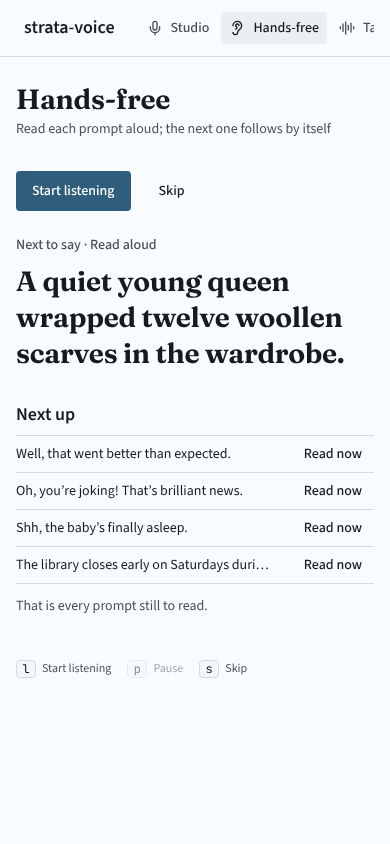 strata-voice Studio Hands-free Ta
Hands-free
Read each prompt aloud; the next one follows by itself
Start listening Skip
Next to say · Read aloud
A quiet young queen
wrapped twelve woollen
scarves in the wardrobe.
Next up
Well, that went better than expected. Read now
Oh, you’re joking! That’s brilliant news. Read now
Shh, the baby’s finally asleep. Read now
The library closes early on Saturdays duri… Read now
That is every prompt still to read.
l Start listening p Pause s Skip